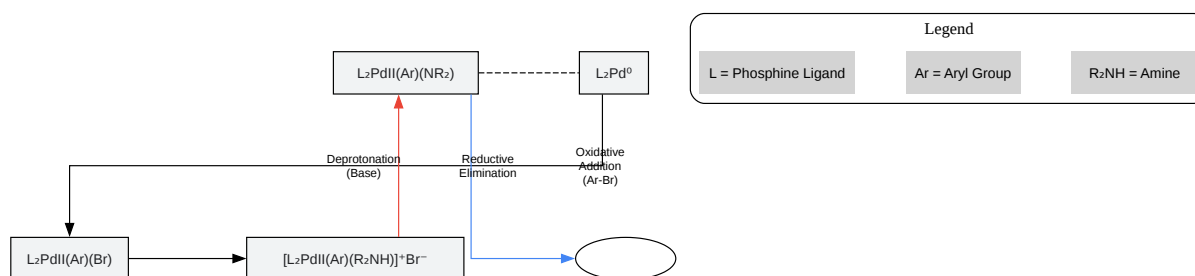 Legend
L₂PdII(Ar)(NR₂)
L₂Pd⁰
L = Phosphine Ligand
Ar = Aryl Group
R₂NH = Amine
Deprotonation
(Base)
Reductive
Elimination
Oxidative
Addition
(Ar-Br)
L₂PdII(Ar)(Br)
[L₂PdII(Ar)(R₂NH)]⁺Br⁻